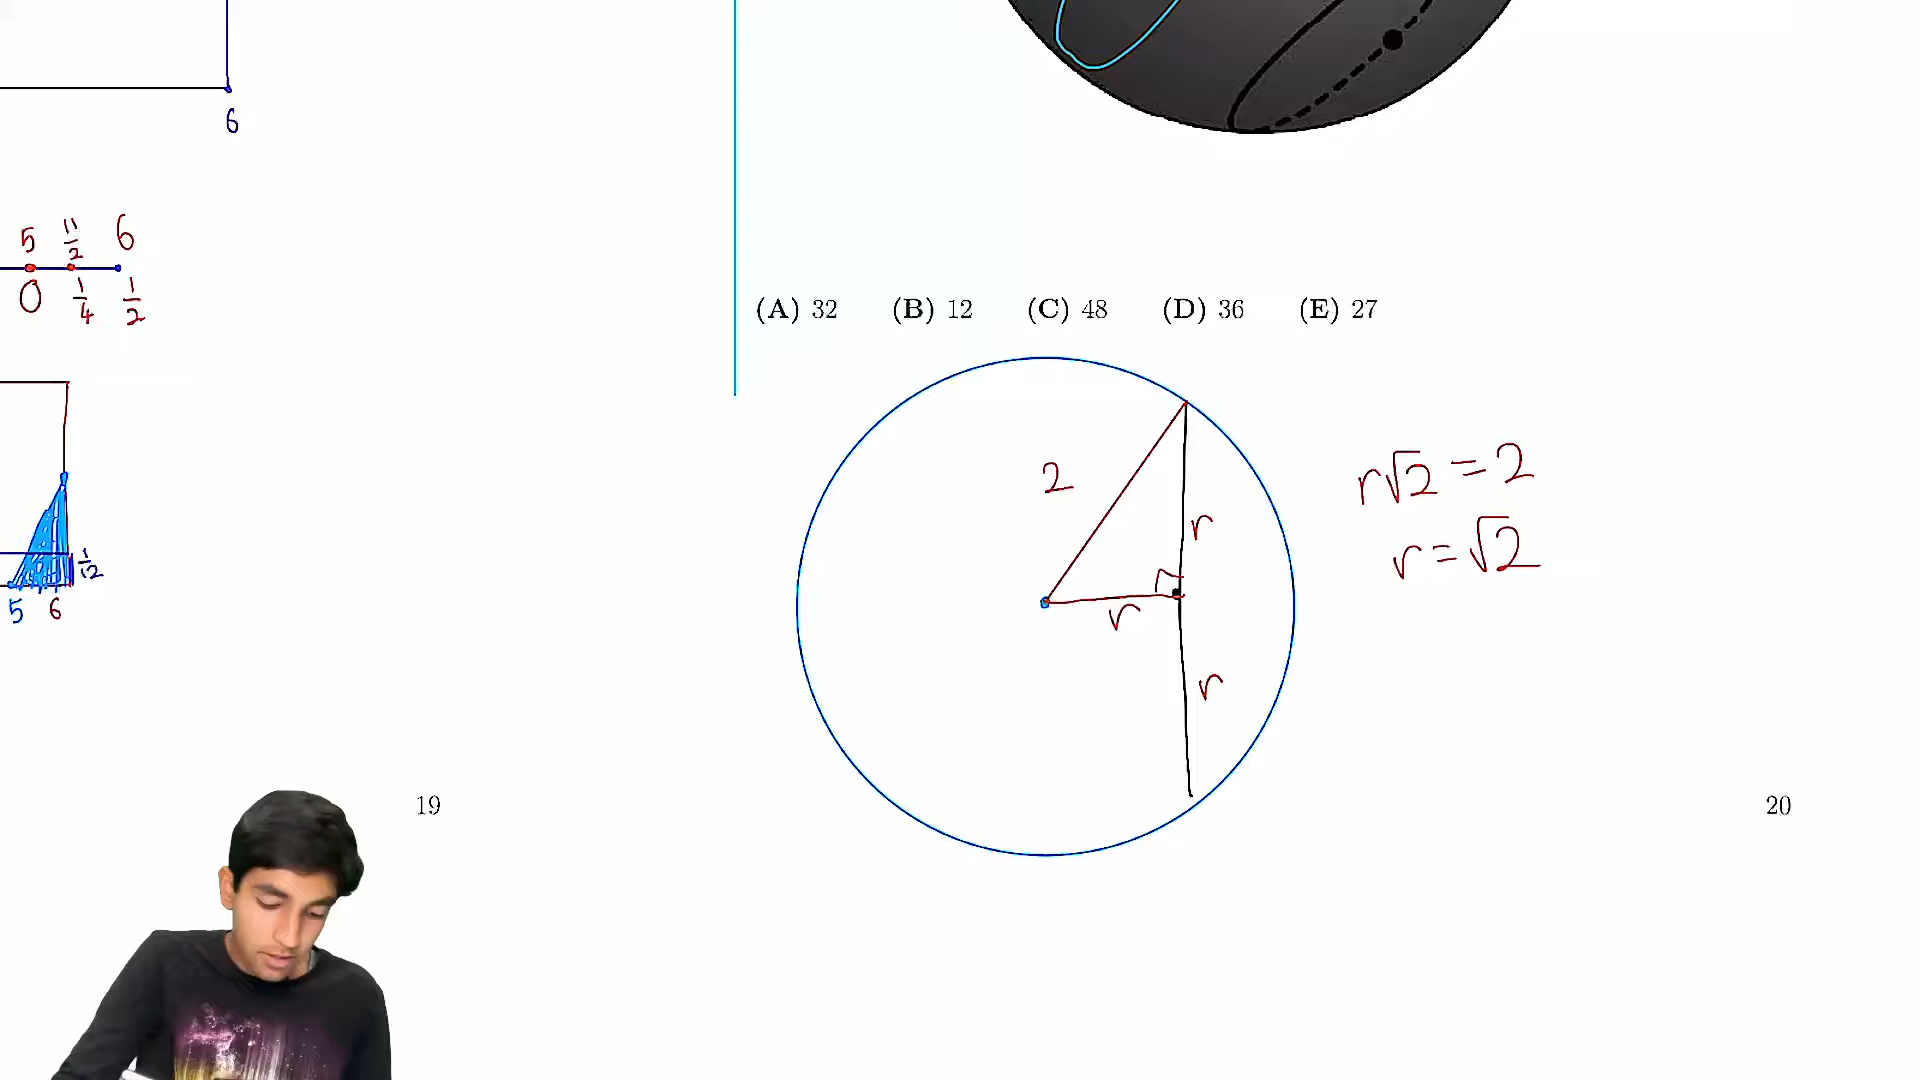 6
5 11/2 6
0 1/4 1/2
1/12
5 6
19
(A) 32 (B) 12 (C) 48 (D) 36 (E) 27
2
r
r
r
r√2 = 2
r = √2
20